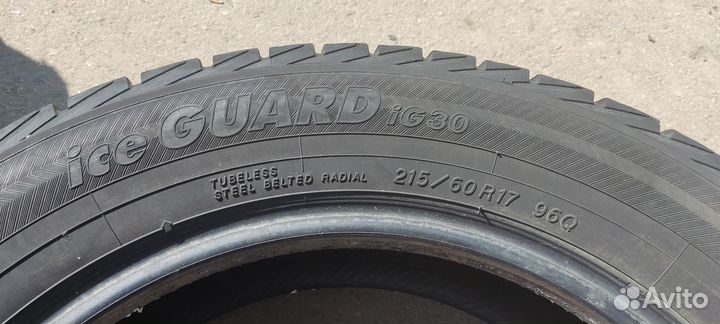 ice GUARD iG30
TUBELESS
STEEL BELTED RADIAL
215/60R17 96Q
Avito